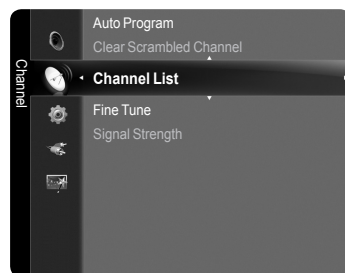 Channel
Auto Program
Clear Scrambled Channel
Channel List
Fine Tune
Signal Strength